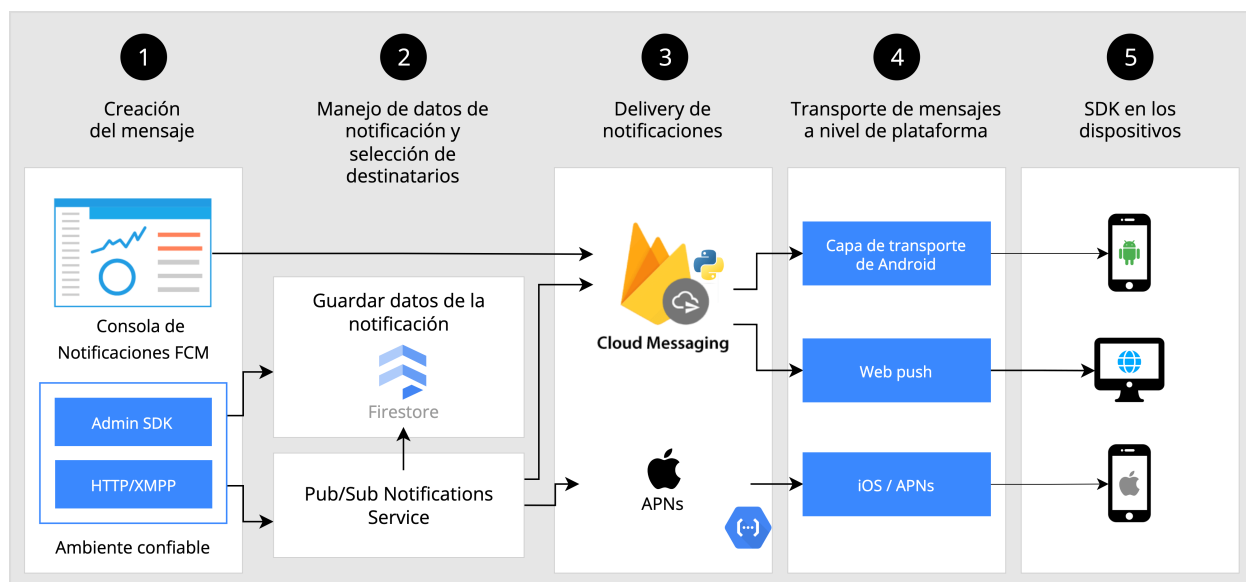 1
Creación
del mensaje
2
Manejo de datos de
notificación y
selección de
destinatarios
3
Delivery de
notificaciones
4
Transporte de mensajes
a nivel de plataforma
5
SDK en los
dispositivos
Consola de
Notificaciones FCM
Admin SDK
HTTP/XMPP
Ambiente confiable
Guardar datos de la
notificación
Firestore
Pub/Sub Notifications
Service
Cloud Messaging
APNs
Capa de transporte
de Android
Web push
iOS / APNs